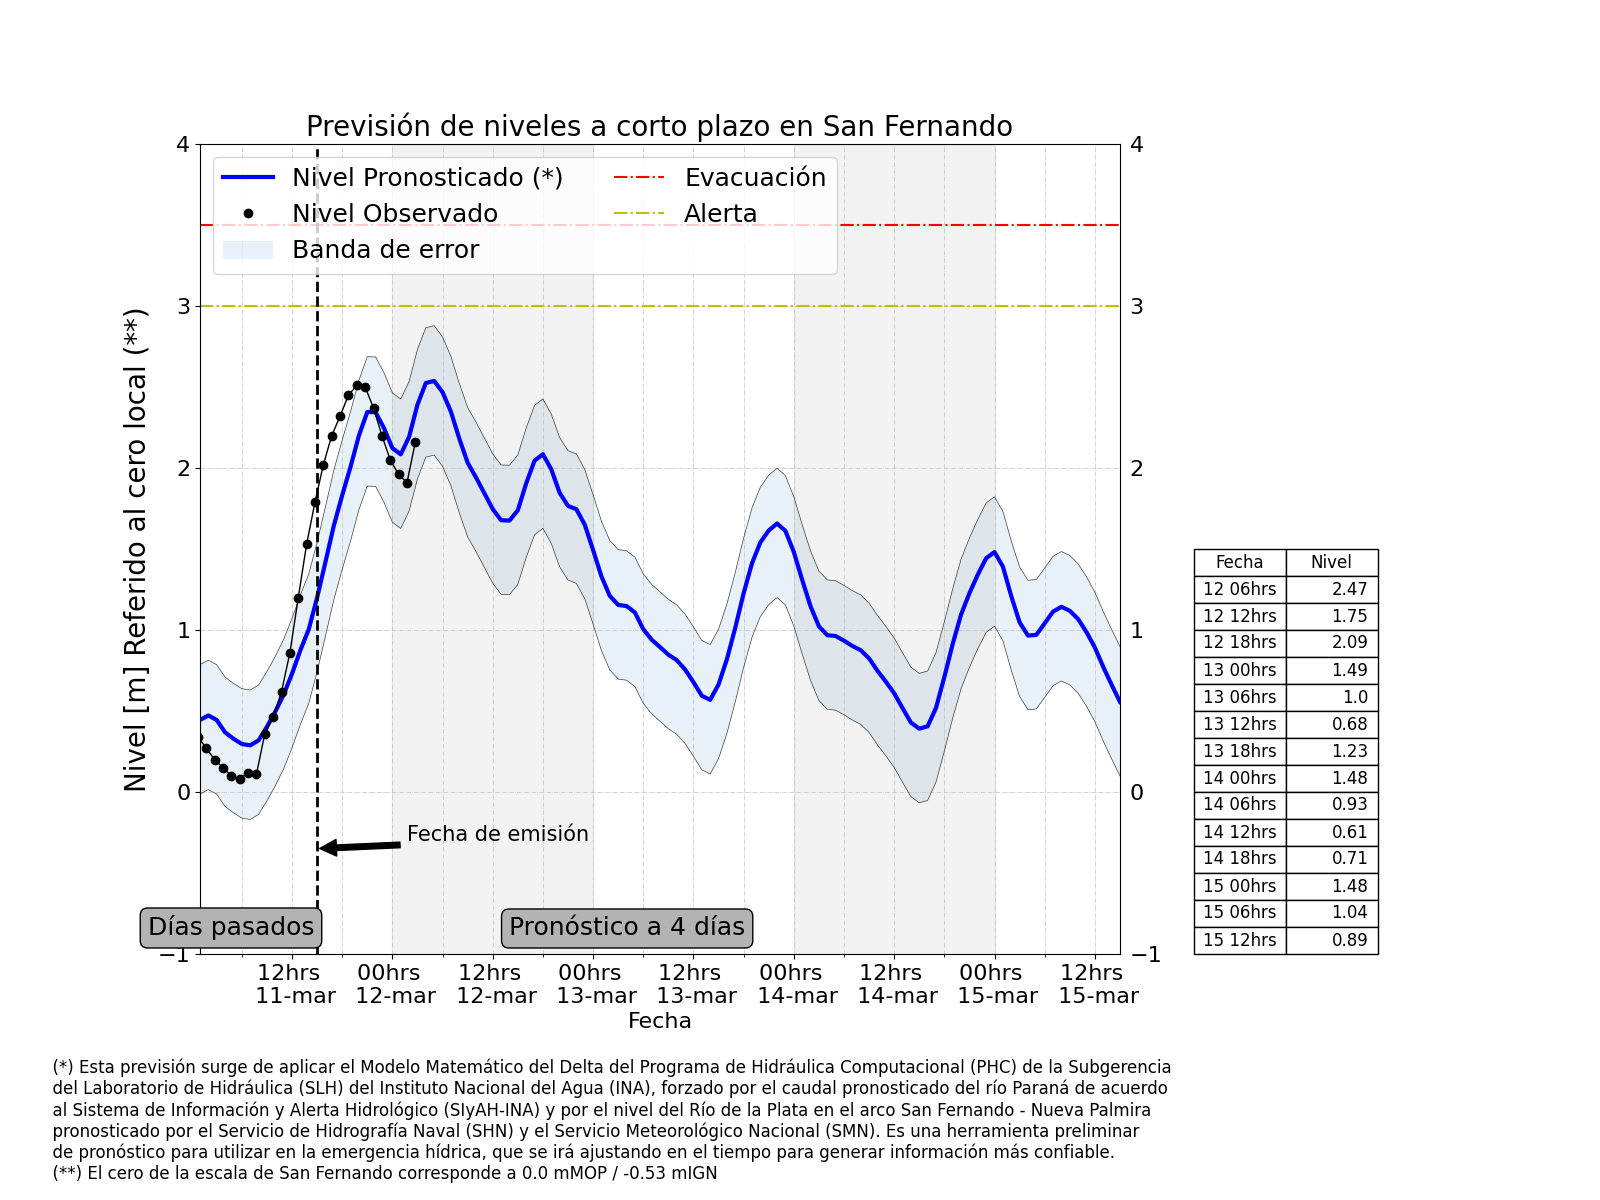 Previsión de niveles a corto plazo en San Fernando
Nivel Pronosticado (*)
Nivel Observado
Banda de error
Evacuación
Alerta
Nivel [m] Referido al cero local (**)
4
3
2
1
0
−1
4
3
2
1
0
−1
Fecha de emisión
Días pasados
Pronóstico a 4 días
12hrs 00hrs 12hrs 00hrs 12hrs 00hrs 12hrs 00hrs 12hrs
11-mar 12-mar 12-mar 13-mar 13-mar 14-mar 14-mar 15-mar 15-mar
Fecha
Fecha Nivel
12 06hrs 2.47
12 12hrs 1.75
12 18hrs 2.09
13 00hrs 1.49
13 06hrs 1.0
13 12hrs 0.68
13 18hrs 1.23
14 00hrs 1.48
14 06hrs 0.93
14 12hrs 0.61
14 18hrs 0.71
15 00hrs 1.48
15 06hrs 1.04
15 12hrs 0.89
(*) Esta previsión surge de aplicar el Modelo Matemático del Delta del Programa de Hidráulica Computacional (PHC) de la Subgerencia
del Laboratorio de Hidráulica (SLH) del Instituto Nacional del Agua (INA), forzado por el caudal pronosticado del río Paraná de acuerdo
al Sistema de Información y Alerta Hidrológico (SIyAH-INA) y por el nivel del Río de la Plata en el arco San Fernando - Nueva Palmira
pronosticado por el Servicio de Hidrografía Naval (SHN) y el Servicio Meteorológico Nacional (SMN). Es una herramienta preliminar
de pronóstico para utilizar en la emergencia hídrica, que se irá ajustando en el tiempo para generar información más confiable.
(**) El cero de la escala de San Fernando corresponde a 0.0 mMOP / -0.53 mIGN